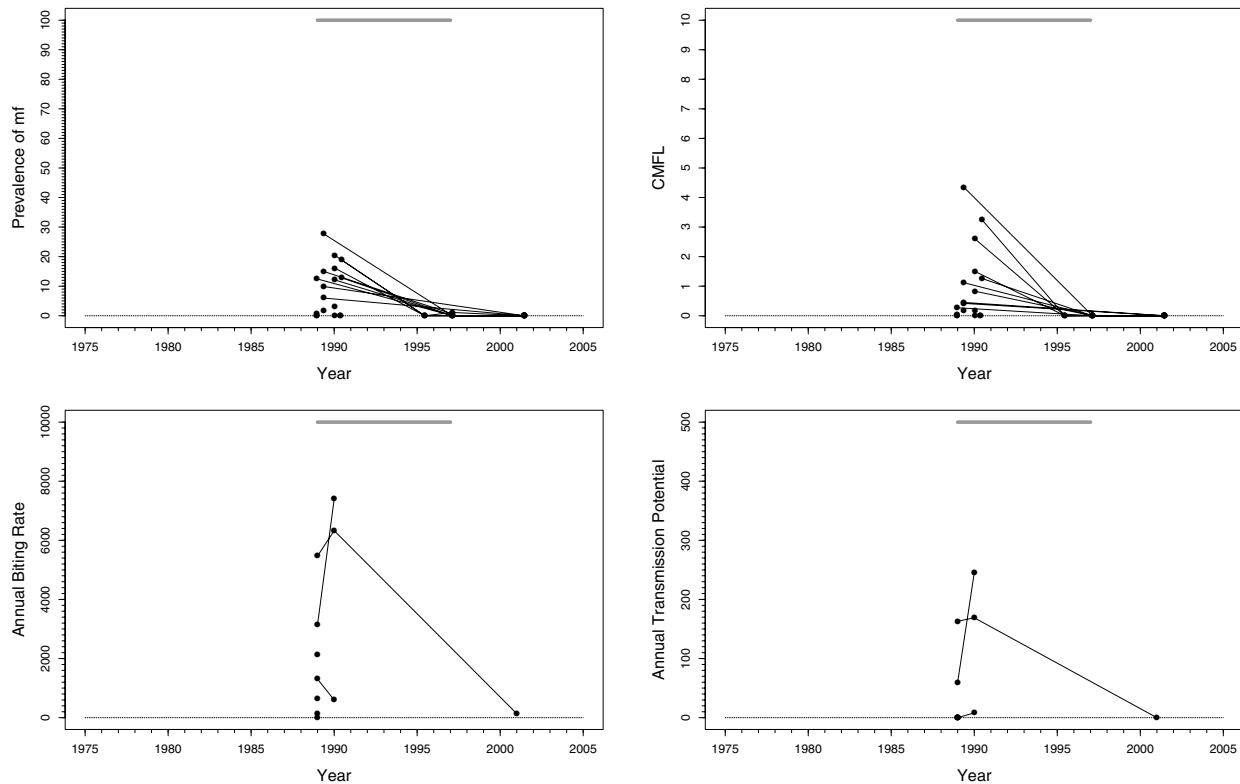 Prevalence of mf
0 10 20 30 40 50 60 70 80 90 100
1975 1980 1985 1990 1995 2000 2005
Year
CMFL
0 1 2 3 4 5 6 7 8 9 10
1975 1980 1985 1990 1995 2000 2005
Year
Annual Biting Rate
0 2000 4000 6000 8000 10000
1975 1980 1985 1990 1995 2000 2005
Year
Annual Transmission Potential
0 100 200 300 400 500
1975 1980 1985 1990 1995 2000 2005
Year